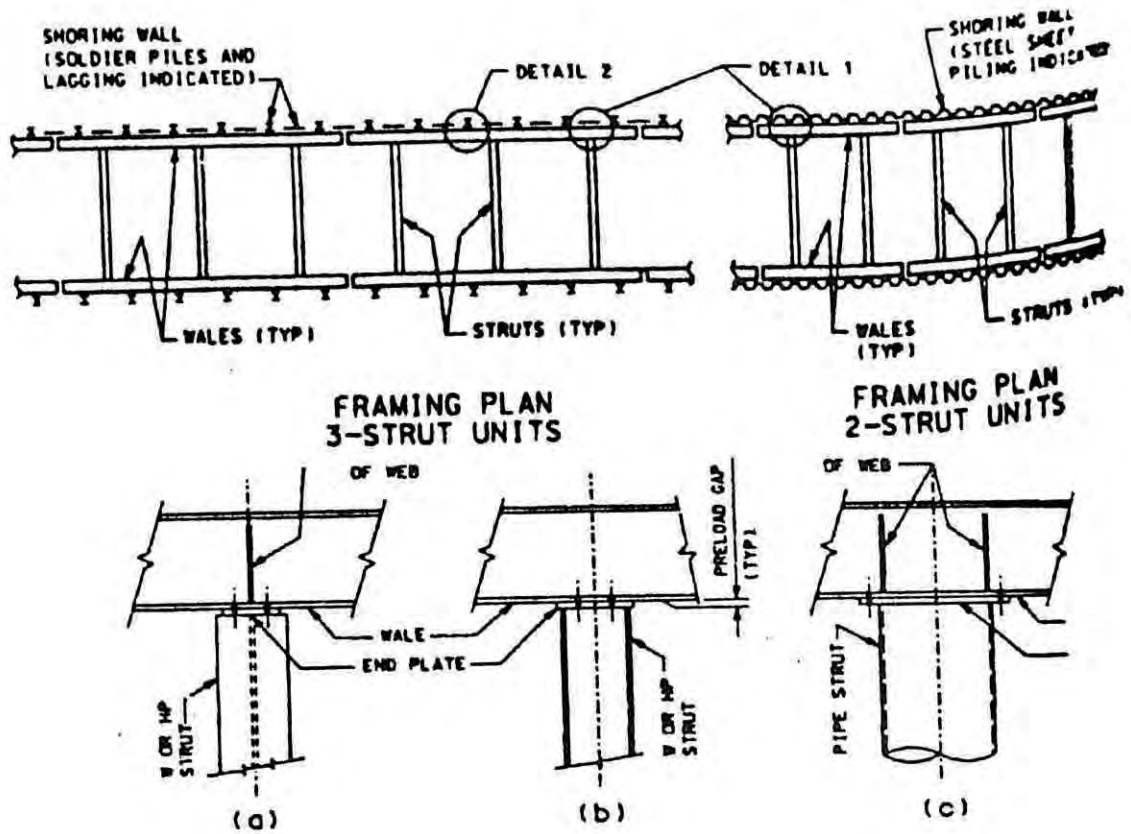 SHORING WALL
(SOLDIER PILES AND
LAGGING INDICATED)
DETAIL 2
DETAIL 1
SHORING WALL
(STEEL SHEET
PILING INDICATED
WALES (TYP)
STRUTS (TYP)
WALES
(TYP)
STRUTS (TYP)
FRAMING PLAN
3-STRUT UNITS
FRAMING PLAN
2-STRUT UNITS
OF WEB
PRELOAD GAP
(TYP)
OF WEB
WALE
END PLATE
W OR HP
STRUT
W OR HP
STRUT
PIPE STRUT
(a)
(b)
(c)